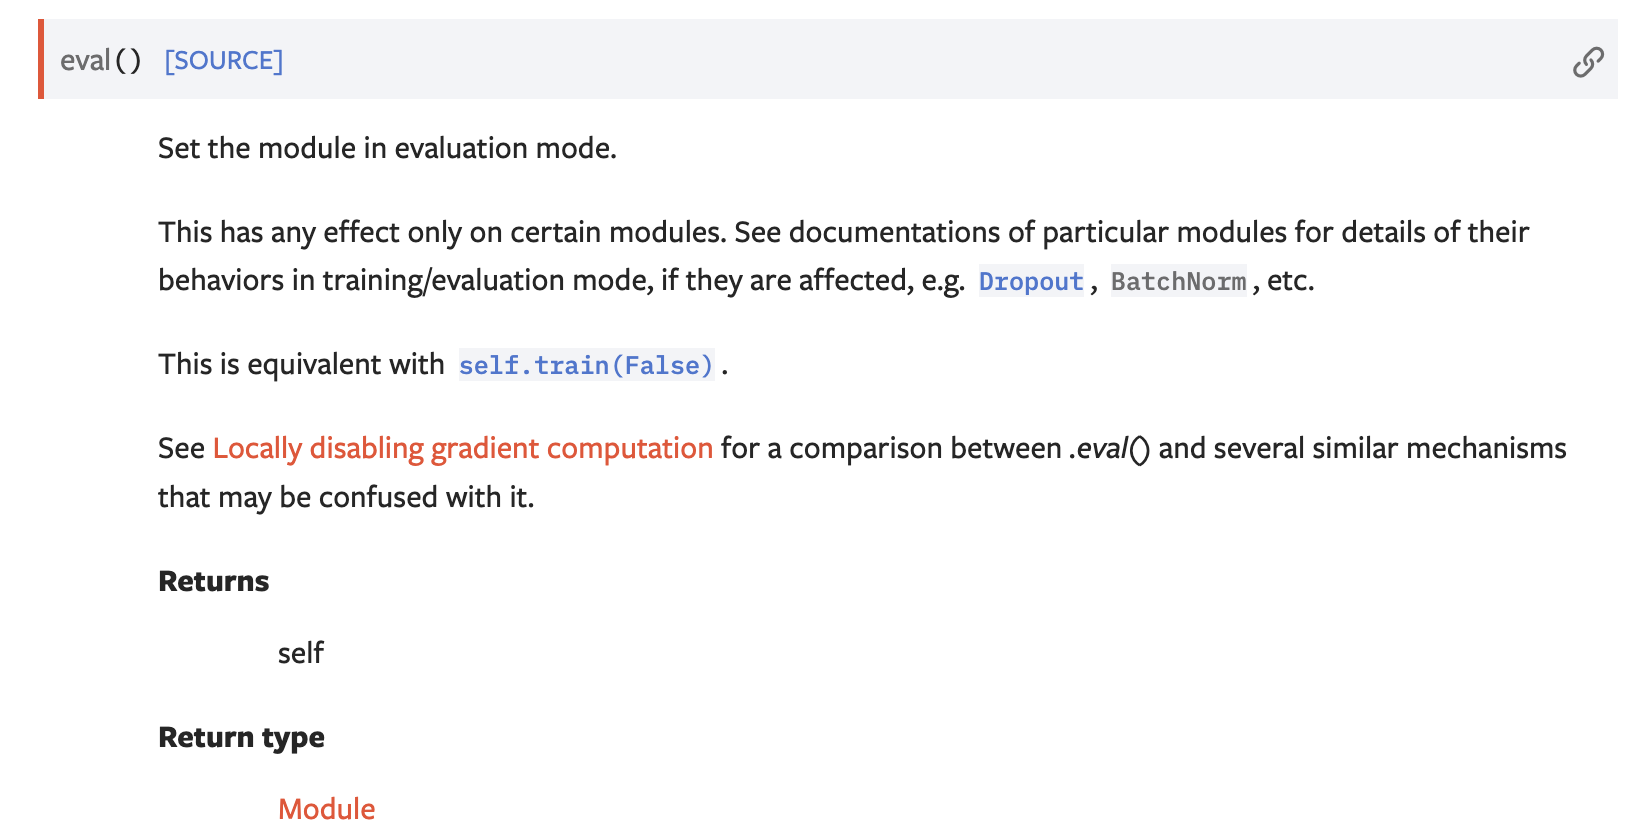 eval() [SOURCE]
Set the module in evaluation mode.
This has any effect only on certain modules. See documentations of particular modules for details of their
behaviors in training/evaluation mode, if they are affected, e.g. Dropout, BatchNorm, etc.
This is equivalent with self.train(False).
See Locally disabling gradient computation for a comparison between .eval() and several similar mechanisms
that may be confused with it.
Returns
self
Return type
Module